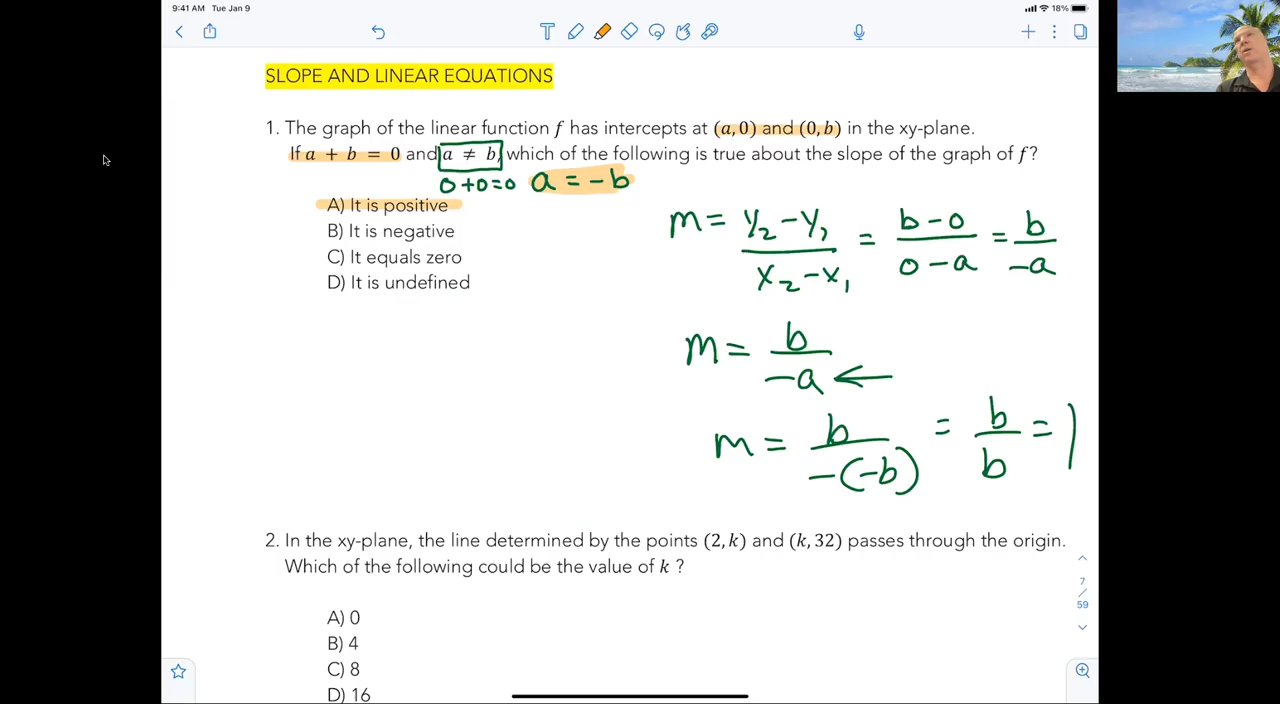 9:41 AM Tue Jan 9
18%
SLOPE AND LINEAR EQUATIONS
1. The graph of the linear function f has intercepts at (a, 0) and (0, b) in the xy-plane.
If a + b = 0 and a ≠ b, which of the following is true about the slope of the graph of f?
0+0=0 a = -b
A) It is positive
B) It is negative
C) It equals zero
D) It is undefined
m = y₂-y₁ / x₂-x₁ = b-0 / 0-a = b / -a
m = b / -a ←
m = b / -(-b) = b / b = 1
2. In the xy-plane, the line determined by the points (2, k) and (k, 32) passes through the origin.
Which of the following could be the value of k ?
A) 0
B) 4
C) 8
D) 16
7
/
59